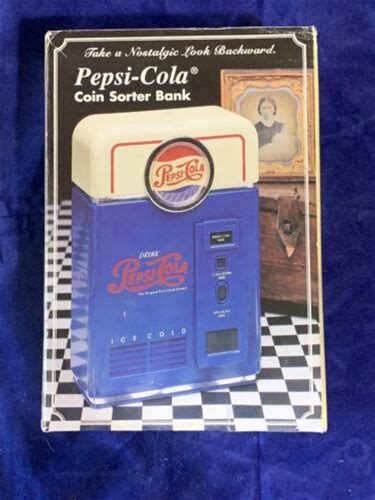 Take a Nostalgic Look Backward.
Pepsi-Cola®
Coin Sorter Bank
PEPSI-COLA
DRINK
PEPSI-COLA
ICE COLD